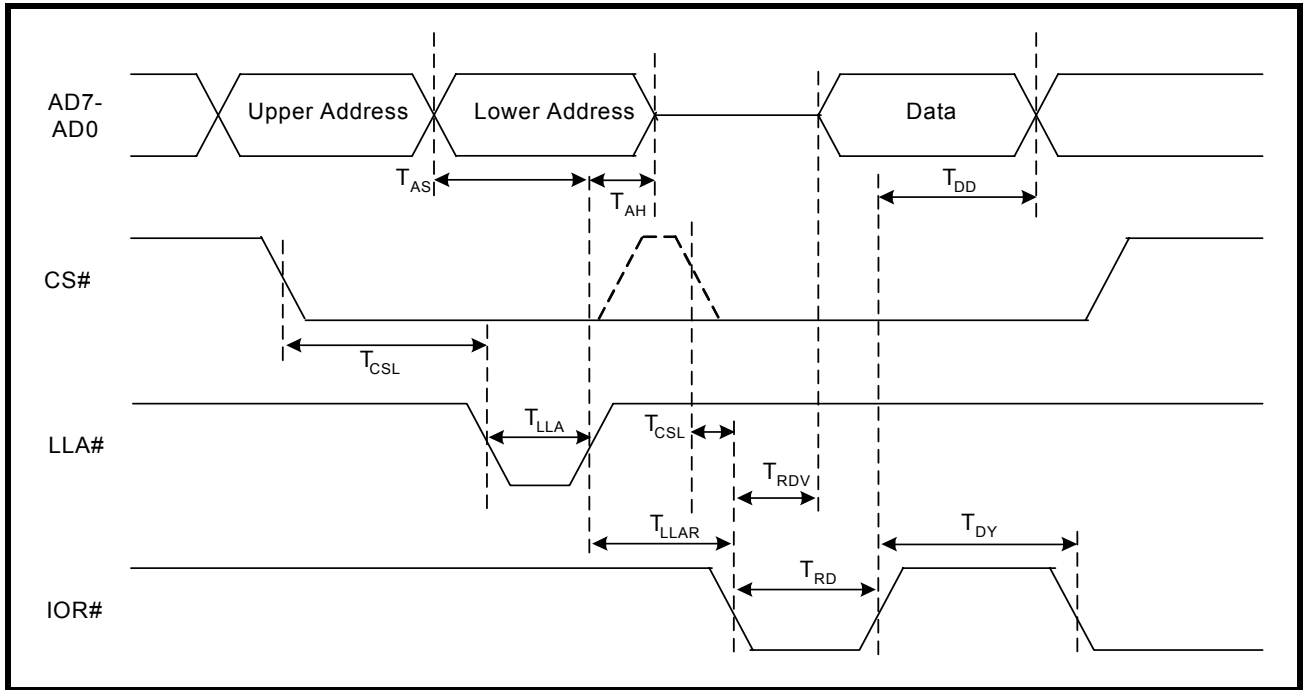 AD7-
AD0
Upper Address
Lower Address
Data
TAS
TAH
TDD
CS#
TCSL
LLA#
TLLA
TCSL
TRDV
TLLAR
TDY
TRD
IOR#